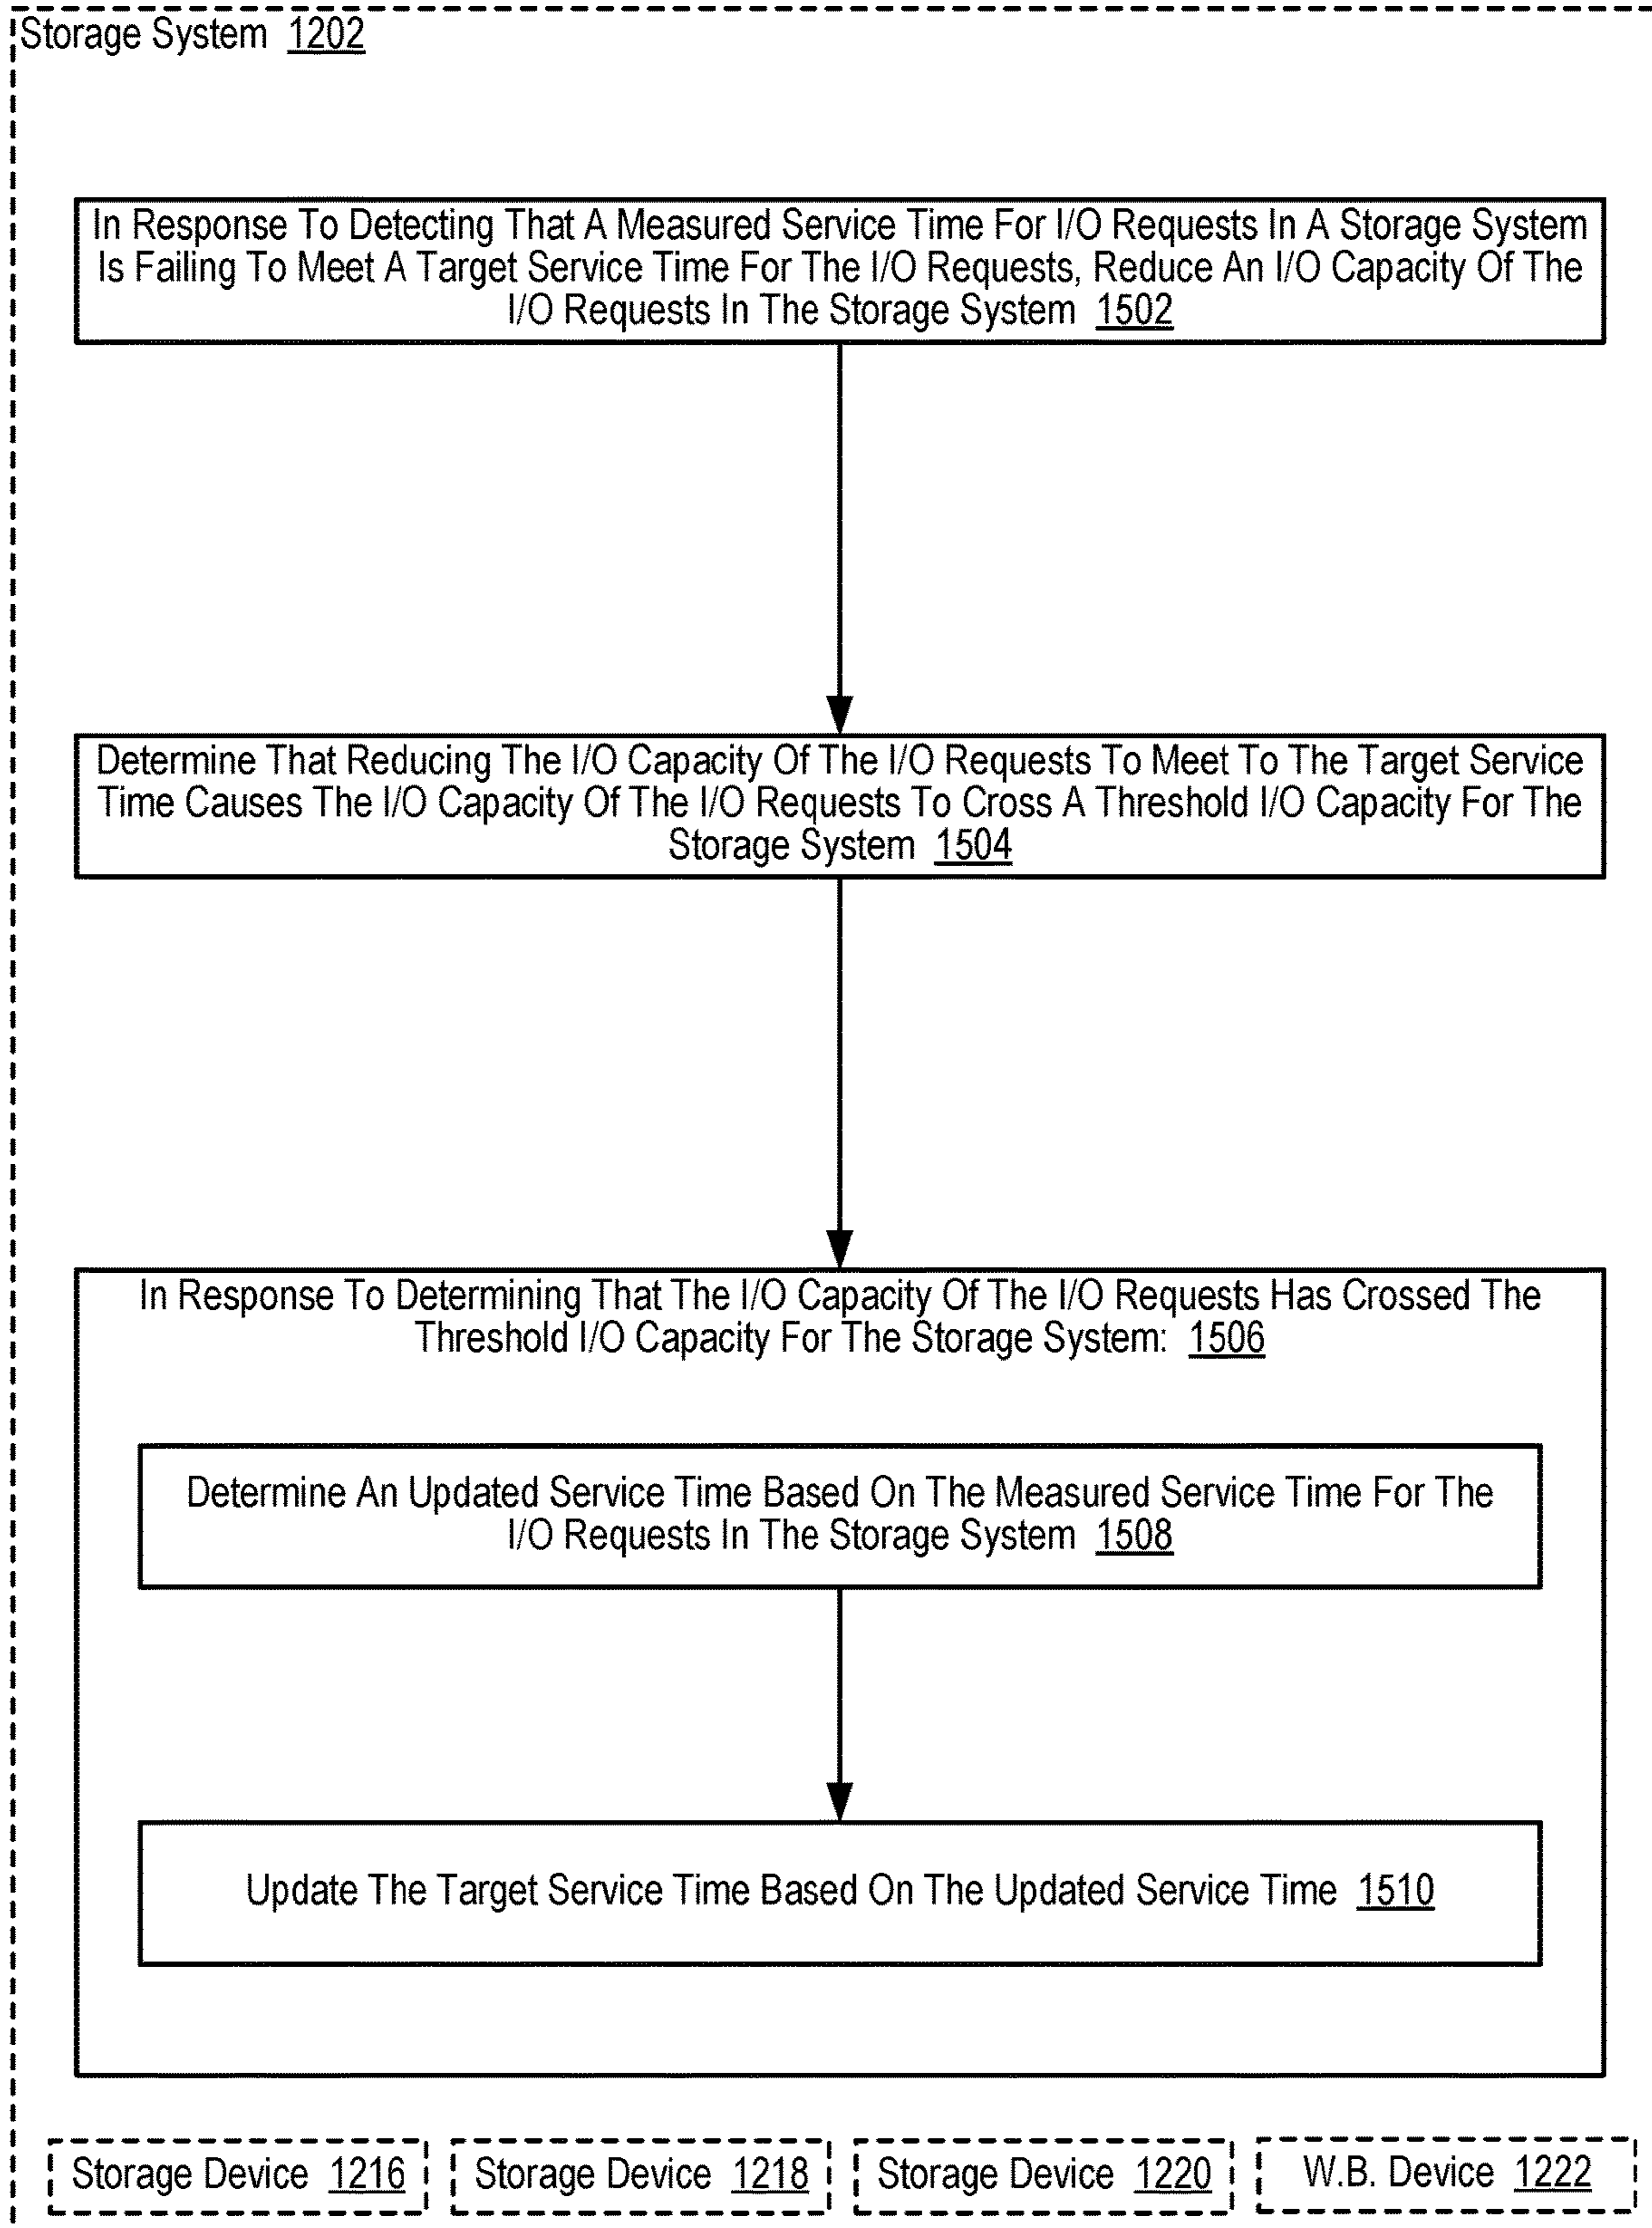 Storage System 1202
In Response To Detecting That A Measured Service Time For I/O Requests In A Storage System
Is Failing To Meet A Target Service Time For The I/O Requests, Reduce An I/O Capacity Of The
I/O Requests In The Storage System 1502
Determine That Reducing The I/O Capacity Of The I/O Requests To Meet To The Target Service
Time Causes The I/O Capacity Of The I/O Requests To Cross A Threshold I/O Capacity For The
Storage System 1504
In Response To Determining That The I/O Capacity Of The I/O Requests Has Crossed The
Threshold I/O Capacity For The Storage System: 1506
Determine An Updated Service Time Based On The Measured Service Time For The
I/O Requests In The Storage System 1508
Update The Target Service Time Based On The Updated Service Time 1510
Storage Device 1216
Storage Device 1218
Storage Device 1220
W.B. Device 1222